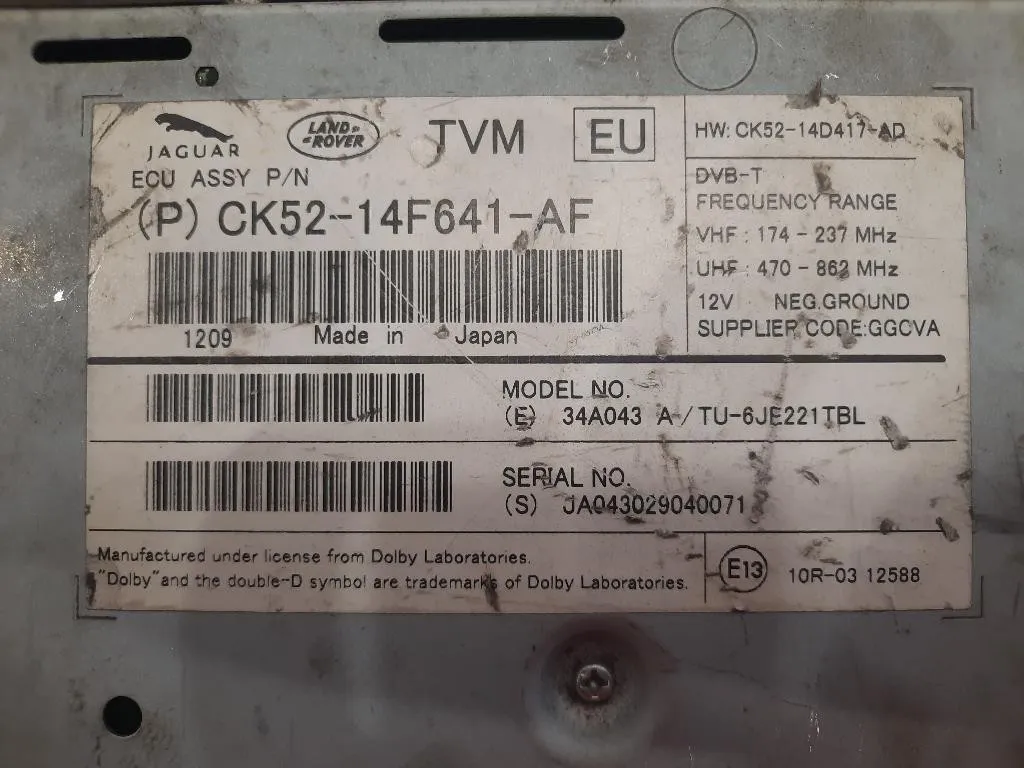 JAGUAR
LAND ROVER
TVM
EU
ECU ASSY P/N
(P) CK52-14F641-AF
1209 Made in Japan
HW: CK52-14D417-AD
DVB-T
FREQUENCY RANGE
VHF : 174 - 237 MHz
UHF : 470 - 862 MHz
12V NEG.GROUND
SUPPLIER CODE:GGCVA
MODEL NO.
(E) 34A043 A/TU-6JE221TBL
SERIAL NO.
(S) JA043029040071
Manufactured under license from Dolby Laboratories.
"Dolby" and the double-D symbol are trademarks of Dolby Laboratories.
E13
10R-03 12588